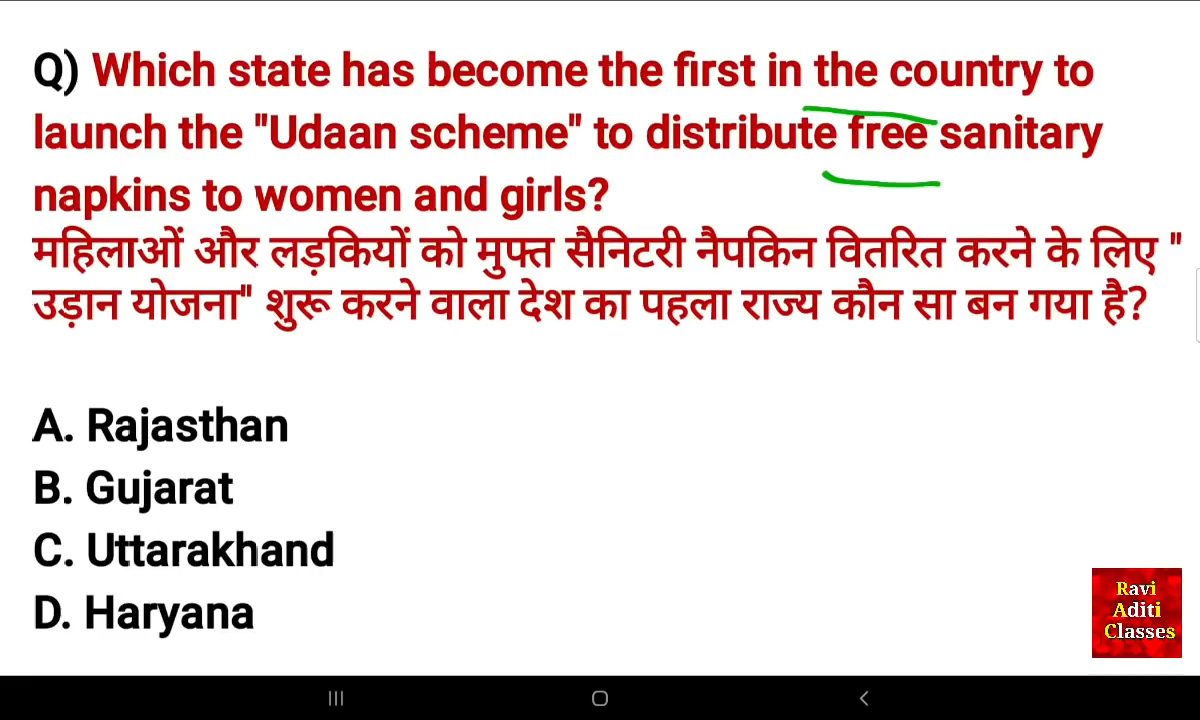 Q) Which state has become the first in the country to
launch the "Udaan scheme" to distribute free sanitary
napkins to women and girls?
महिलाओं और लड़कियों को मुफ्त सैनिटरी नैपकिन वितरित करने के लिए "
उड़ान योजना" शुरू करने वाला देश का पहला राज्य कौन सा बन गया है?
A. Rajasthan
B. Gujarat
C. Uttarakhand
D. Haryana
Ravi
Aditi
Classes